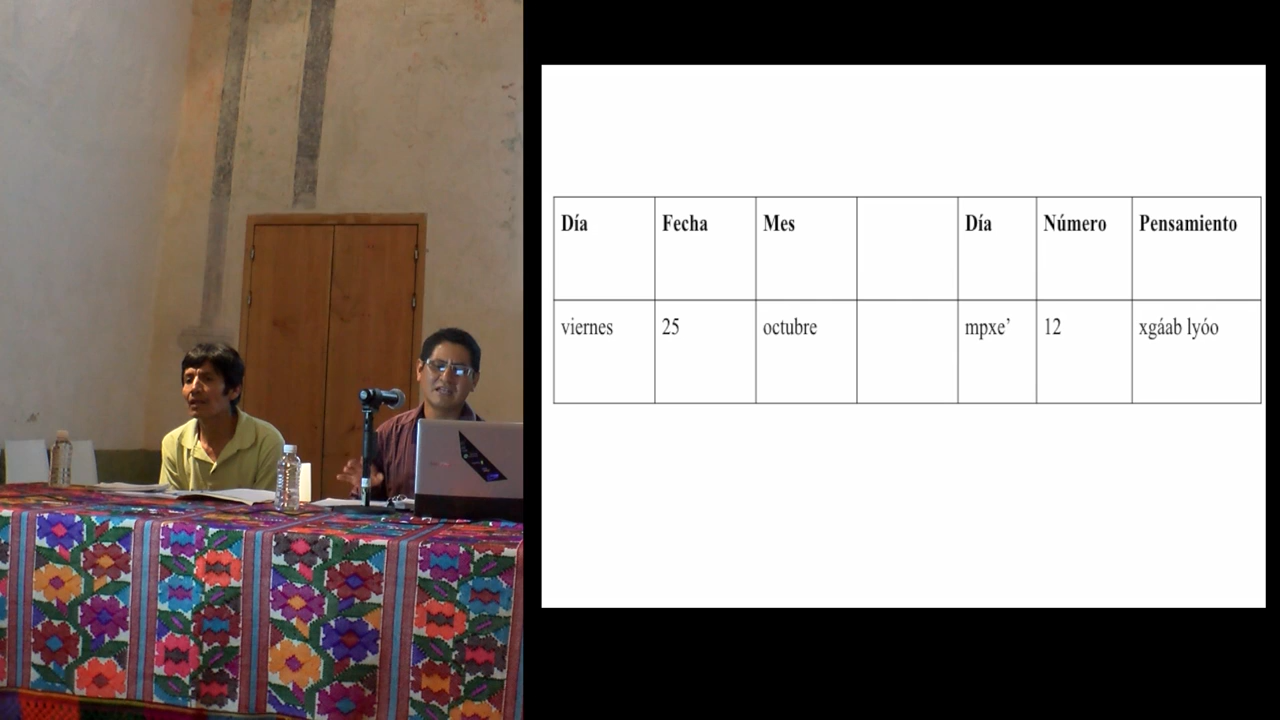 Día Fecha Mes Día Número Pensamiento
viernes 25 octubre mpxe’ 12 xgáab lyóo